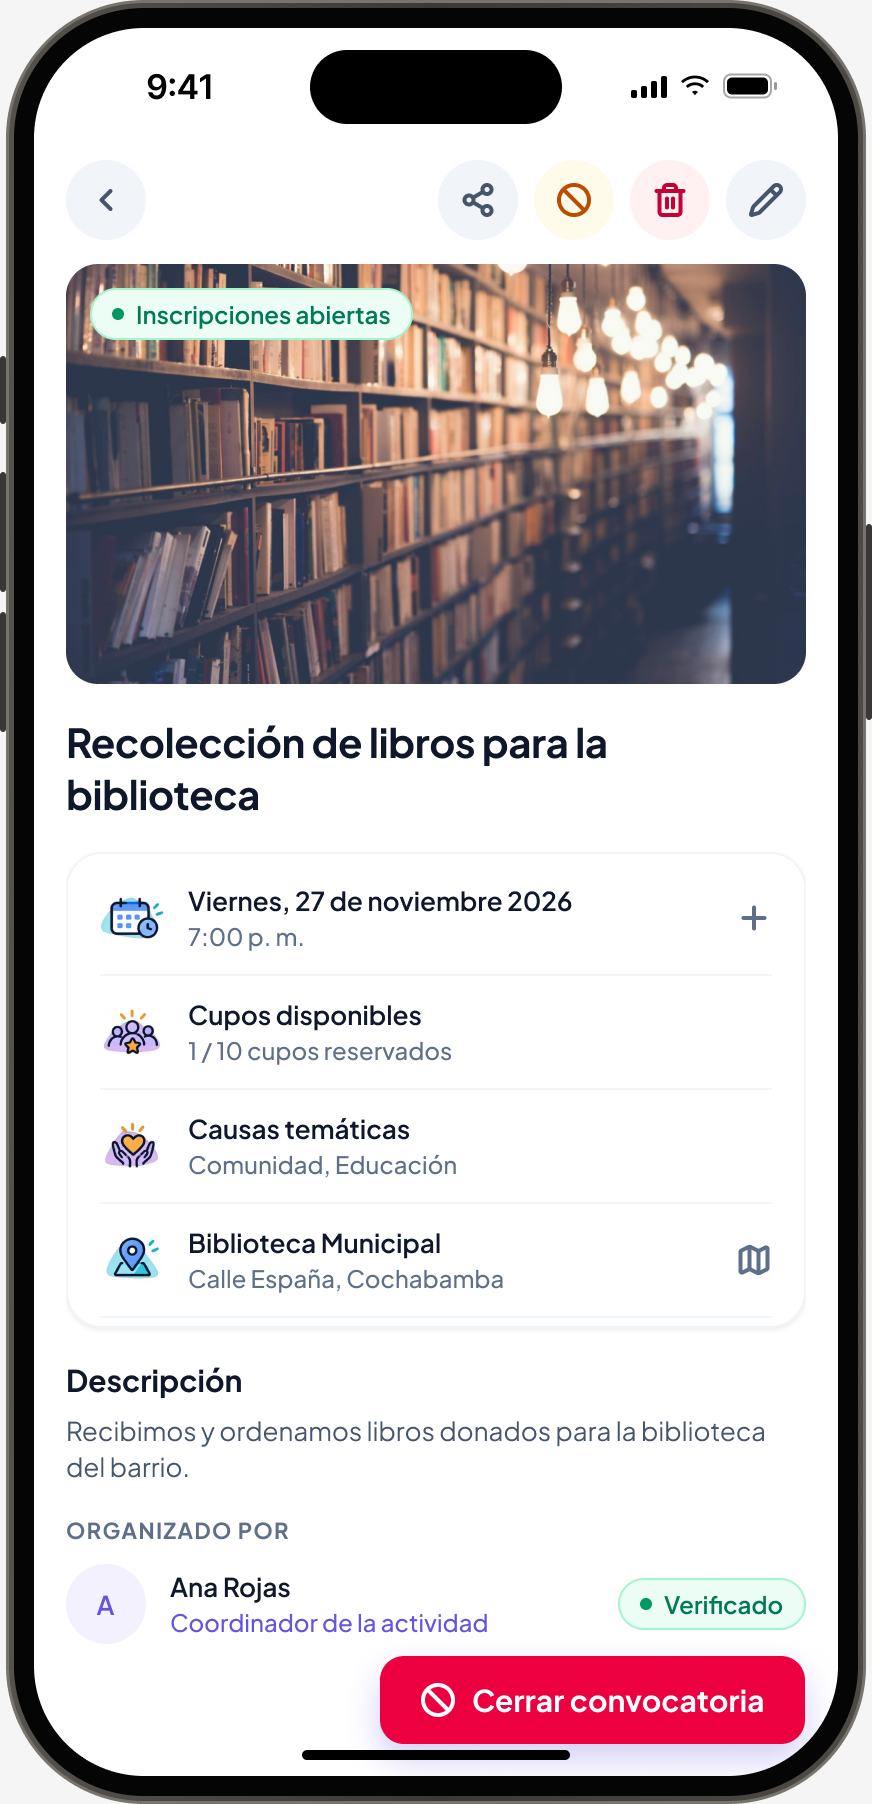 9:41
Inscripciones abiertas
Recolección de libros para la
biblioteca
Viernes, 27 de noviembre 2026
7:00 p. m.
Cupos disponibles
1 / 10 cupos reservados
Causas temáticas
Comunidad, Educación
Biblioteca Municipal
Calle España, Cochabamba
Descripción
Recibimos y ordenamos libros donados para la biblioteca
del barrio.
ORGANIZADO POR
A
Ana Rojas
Coordinador de la actividad
Verificado
Cerrar convocatoria